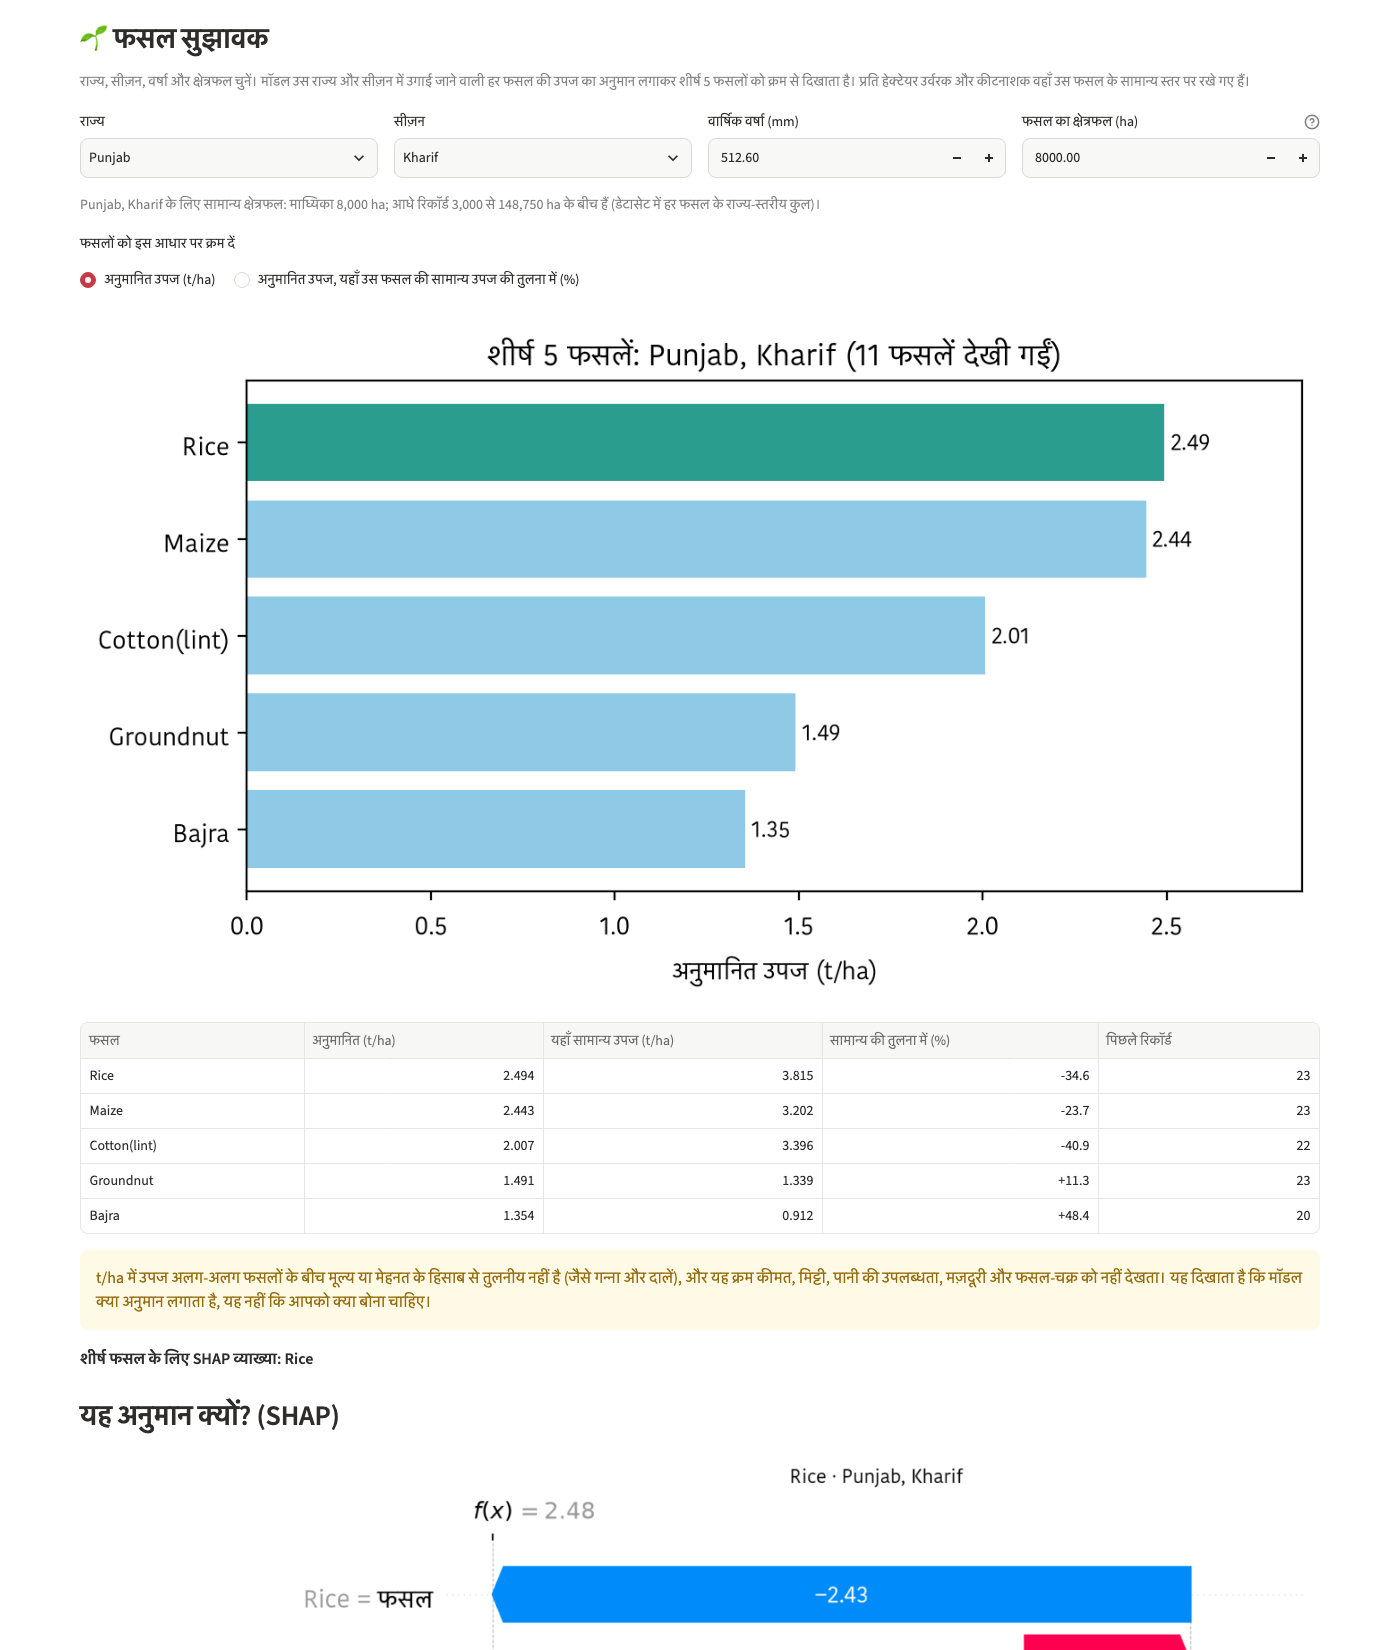 🌱 फसल सुझावक
राज्य, सीज़न, वर्षा और क्षेत्रफल चुनें। मॉडल उस राज्य और सीज़न में उगाई जाने वाली हर फसल की उपज का अनुमान लगाकर शीर्ष 5 फसलों को क्रम से दिखाता है। प्रति हेक्टेयर उर्वरक और कीटनाशक वहाँ उस फसल के सामान्य स्तर पर रखे गए हैं।
राज्य सीज़न वार्षिक वर्षा (mm) फसल का क्षेत्रफल (ha)
Punjab Kharif 512.60 8000.00
Punjab, Kharif के लिए सामान्य क्षेत्रफल: माध्यिका 8,000 ha; आधे रिकॉर्ड 3,000 से 148,750 ha के बीच हैं (डेटासेट में हर फसल के राज्य-स्तरीय कुल)।
फसलों को इस आधार पर क्रम दें
अनुमानित उपज (t/ha) अनुमानित उपज, यहाँ उस फसल की सामान्य उपज की तुलना में (%)
शीर्ष 5 फसलें: Punjab, Kharif (11 फसलें देखी गईं)
Rice 2.49
Maize 2.44
Cotton(lint) 2.01
Groundnut 1.49
Bajra 1.35
0.0 0.5 1.0 1.5 2.0 2.5
अनुमानित उपज (t/ha)
फसल अनुमानित (t/ha) यहाँ सामान्य उपज (t/ha) सामान्य की तुलना में (%) पिछले रिकॉर्ड
Rice 2.494 3.815 -34.6 23
Maize 2.443 3.202 -23.7 23
Cotton(lint) 2.007 3.396 -40.9 22
Groundnut 1.491 1.339 +11.3 23
Bajra 1.354 0.912 +48.4 20
t/ha में उपज अलग-अलग फसलों के बीच मूल्य या मेहनत के हिसाब से तुलनीय नहीं है (जैसे गन्ना और दालें), और यह क्रम कीमत, मिट्टी, पानी की उपलब्धता, मज़दूरी और फसल-चक्र को नहीं देखता। यह दिखाता है कि मॉडल
क्या अनुमान लगाता है, यह नहीं कि आपको क्या बोना चाहिए।
शीर्ष फसल के लिए SHAP व्याख्या: Rice
यह अनुमान क्यों? (SHAP)
Rice · Punjab, Kharif
f(x) = 2.48
Rice = फसल −2.43